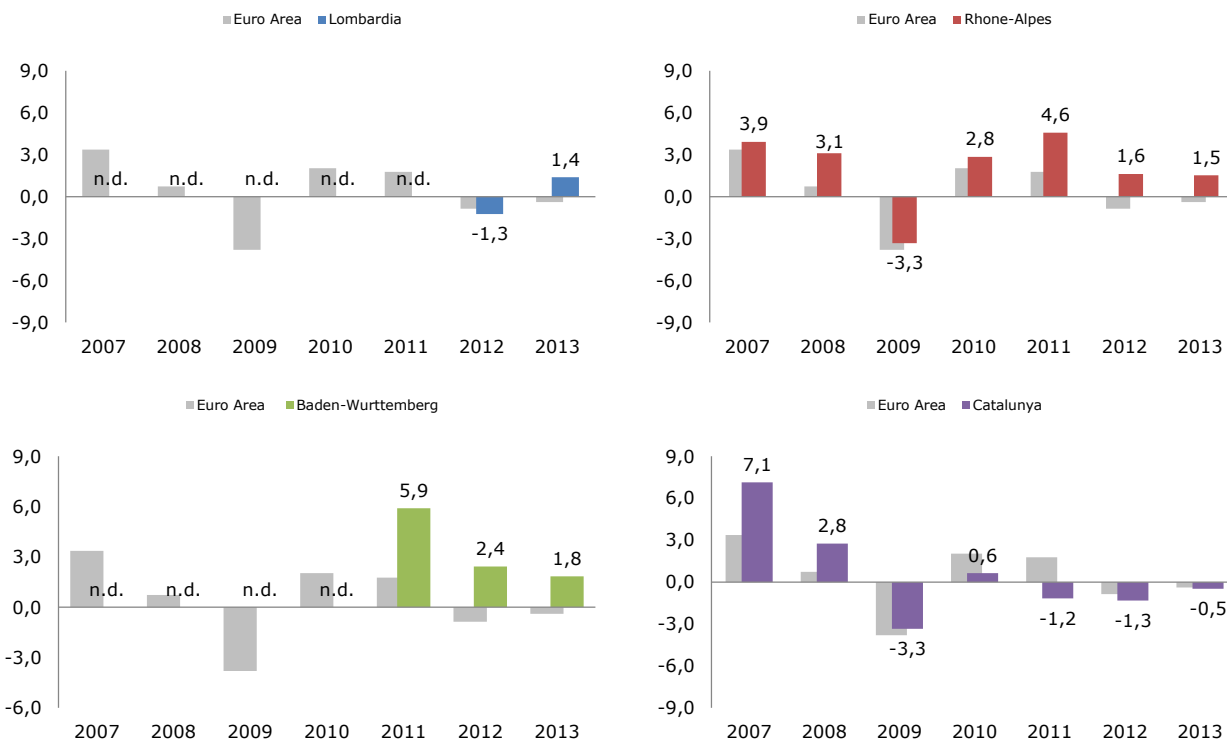 Euro Area Lombardia
9,0
6,0
3,0
0,0
-3,0
-6,0
-9,0
n.d. n.d. n.d. n.d. n.d. -1,3 1,4
2007 2008 2009 2010 2011 2012 2013
Euro Area Rhone-Alpes
9,0
6,0
3,0
0,0
-3,0
-6,0
-9,0
3,9 3,1 -3,3 2,8 4,6 1,6 1,5
2007 2008 2009 2010 2011 2012 2013
Euro Area Baden-Wurttemberg
9,0
6,0
3,0
0,0
-3,0
-6,0
n.d. n.d. n.d. n.d. 5,9 2,4 1,8
2007 2008 2009 2010 2011 2012 2013
Euro Area Catalunya
9,0
6,0
3,0
0,0
-3,0
-6,0
-9,0
7,1 2,8 -3,3 0,6 -1,2 -1,3 -0,5
2007 2008 2009 2010 2011 2012 2013